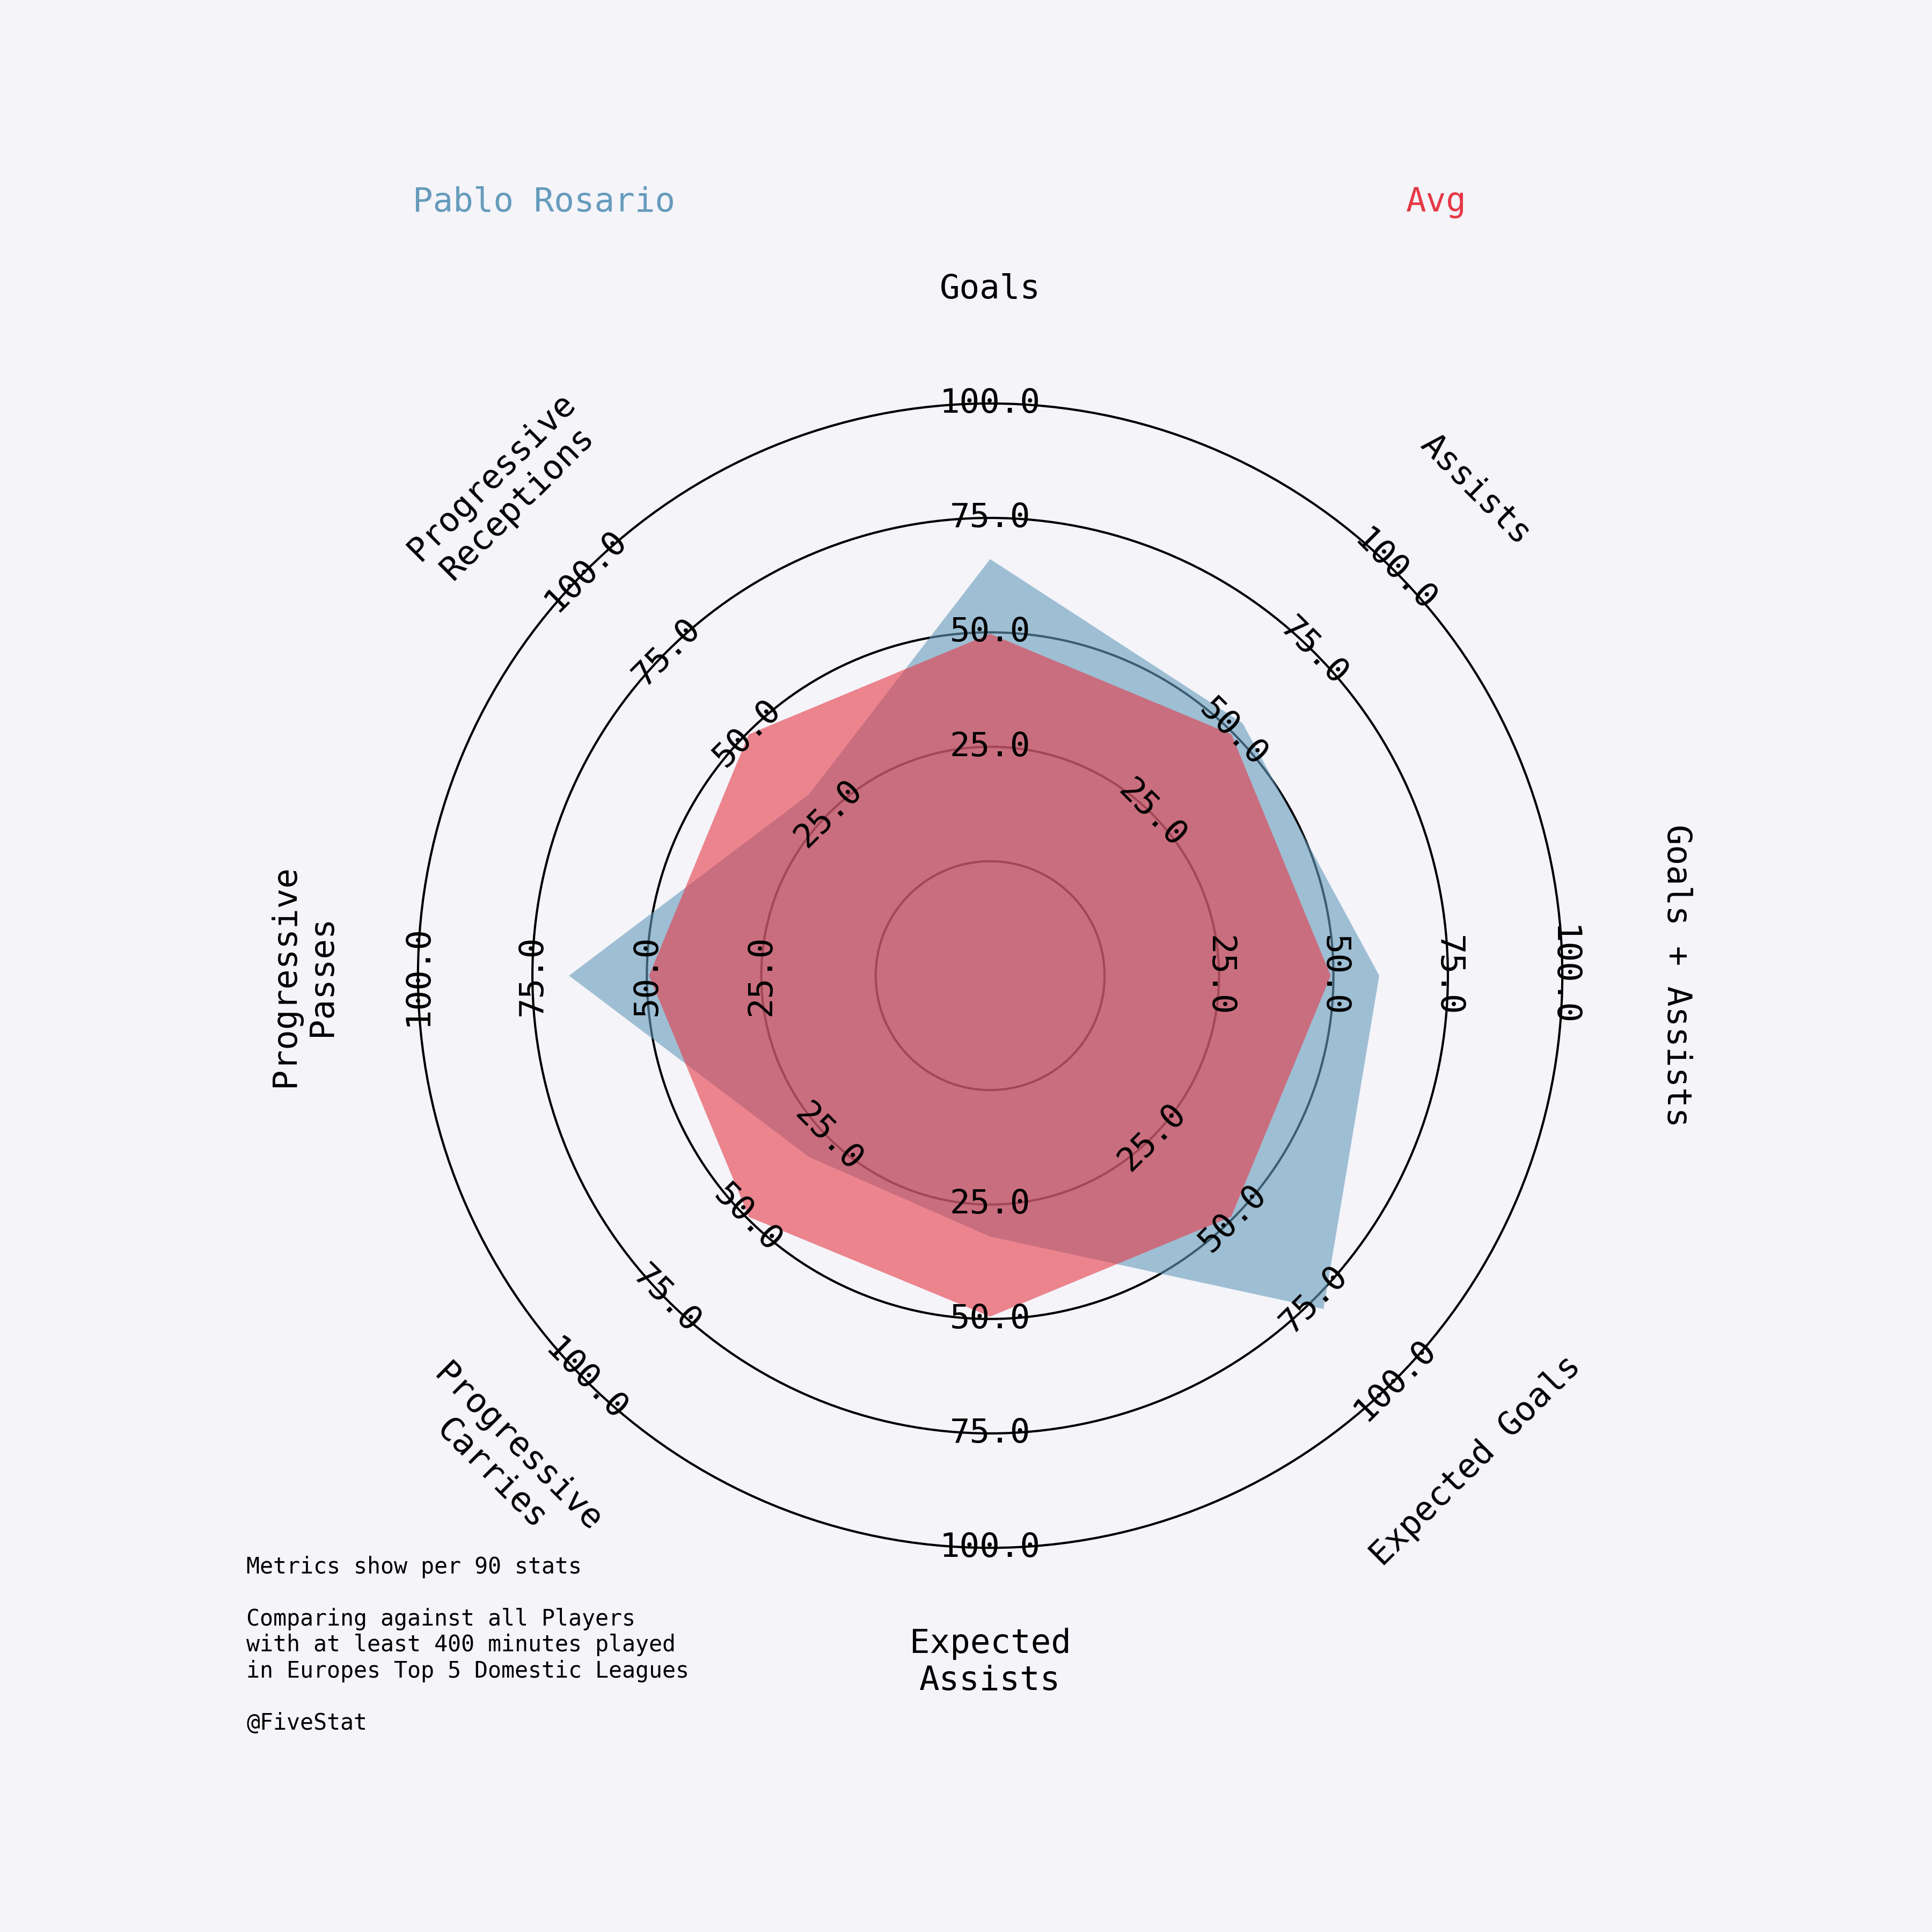 Pablo Rosario
Avg
Goals
Assists
Goals + Assists
Expected Goals
Expected
Assists
Progressive
Carries
Progressive
Passes
Progressive
Receptions
25.0
50.0
75.0
100.0
25.0
50.0
75.0
100.0
25.0
50.0
75.0
100.0
25.0
50.0
75.0
100.0
25.0
50.0
75.0
100.0
25.0
50.0
75.0
100.0
25.0
50.0
75.0
100.0
25.0
50.0
75.0
100.0
Metrics show per 90 stats
Comparing against all Players
with at least 400 minutes played
in Europes Top 5 Domestic Leagues
@FiveStat